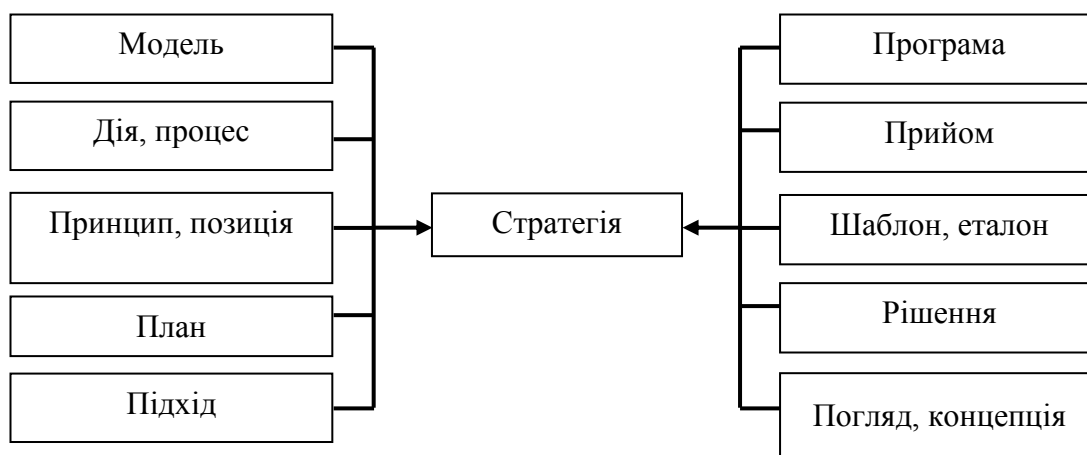 Модель
Дія, процес
Принцип, позиція
План
Підхід
Стратегія
Програма
Прийом
Шаблон, еталон
Рішення
Погляд, концепція